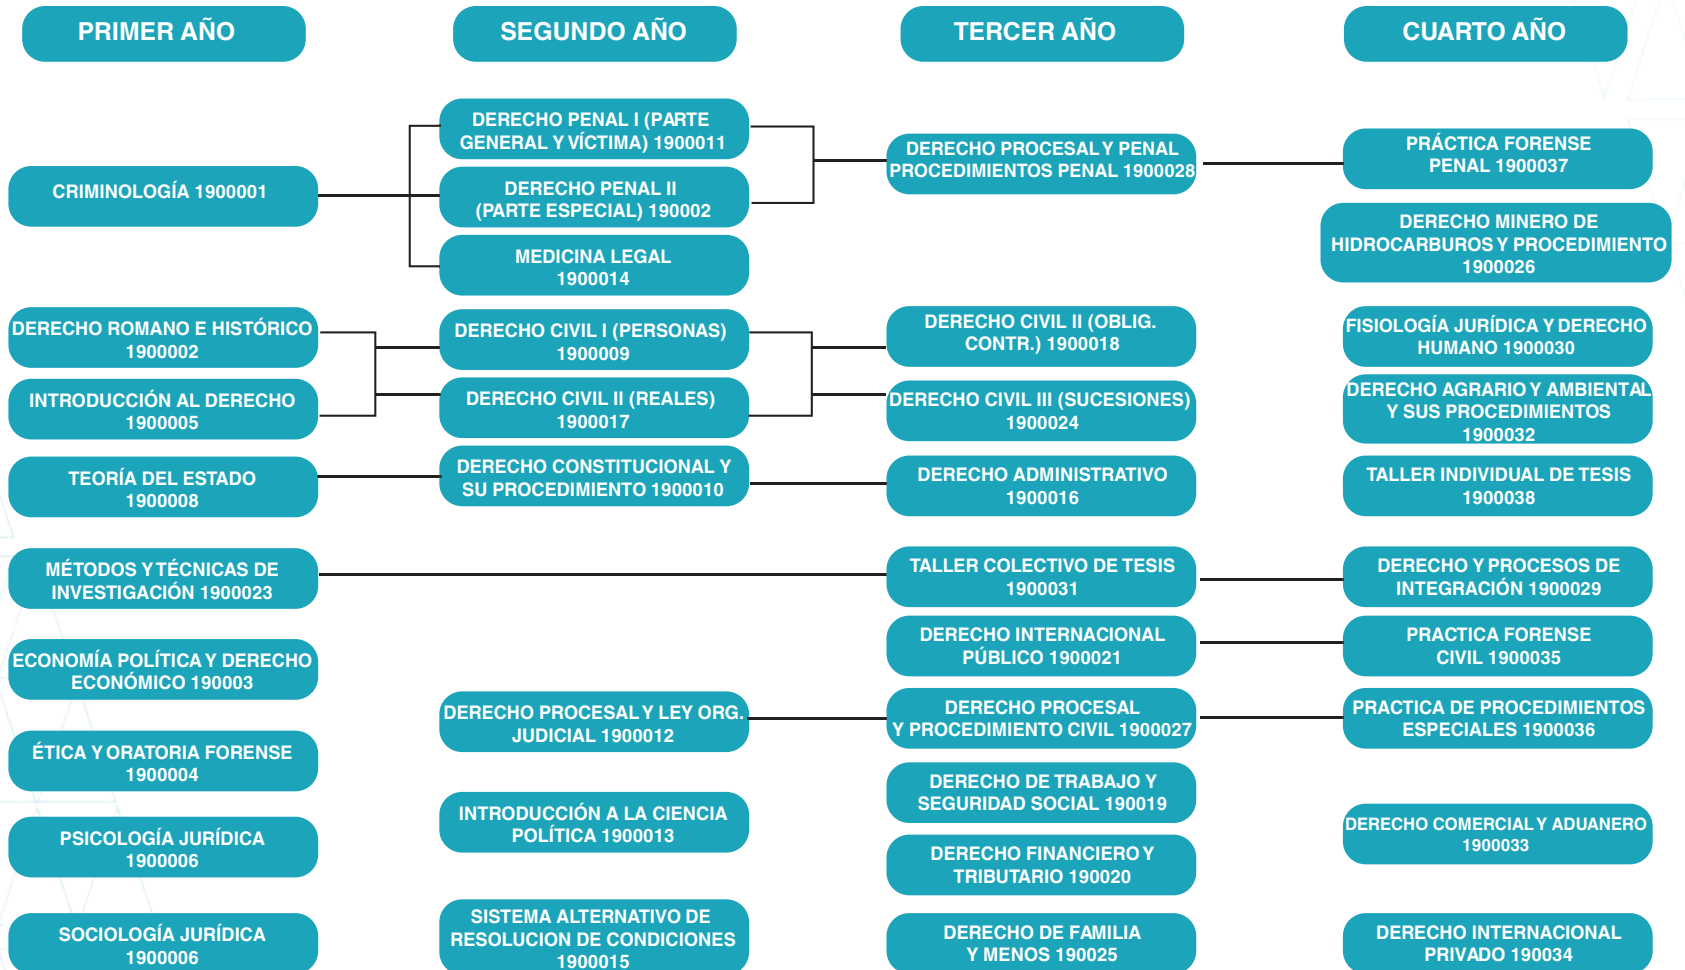 PRIMER AÑO
CRIMINOLOGÍA 1900001
DERECHO ROMANO E HISTÓRICO
1900002
INTRODUCCIÓN AL DERECHO
1900005
TEORÍA DEL ESTADO
1900008
MÉTODOS Y TÉCNICAS DE
INVESTIGACIÓN 1900023
ECONOMÍA POLÍTICA Y DERECHO
ECONÓMICO 190003
ÉTICA Y ORATORIA FORENSE
1900004
PSICOLOGÍA JURÍDICA
1900006
SOCIOLOGÍA JURÍDICA
1900006
SEGUNDO AÑO
DERECHO PENAL I (PARTE
GENERAL Y VÍCTIMA) 1900011
DERECHO PENAL II
(PARTE ESPECIAL) 190002
MEDICINA LEGAL
1900014
DERECHO CIVIL I (PERSONAS)
1900009
DERECHO CIVIL II (REALES)
1900017
DERECHO CONSTITUCIONAL Y
SU PROCEDIMIENTO 1900010
DERECHO PROCESAL Y LEY ORG.
JUDICIAL 1900012
INTRODUCCIÓN A LA CIENCIA
POLÍTICA 1900013
SISTEMA ALTERNATIVO DE
RESOLUCION DE CONDICIONES
1900015
TERCER AÑO
DERECHO PROCESAL Y PENAL
PROCEDIMIENTOS PENAL 1900028
DERECHO CIVIL II (OBLIG.
CONTR.) 1900018
DERECHO CIVIL III (SUCESIONES)
1900024
DERECHO ADMINISTRATIVO
1900016
TALLER COLECTIVO DE TESIS
1900031
DERECHO INTERNACIONAL
PÚBLICO 1900021
DERECHO PROCESAL
Y PROCEDIMIENTO CIVIL 1900027
DERECHO DE TRABAJO Y
SEGURIDAD SOCIAL 190019
DERECHO FINANCIERO Y
TRIBUTARIO 190020
DERECHO DE FAMILIA
Y MENOS 190025
CUARTO AÑO
PRÁCTICA FORENSE
PENAL 1900037
DERECHO MINERO DE
HIDROCARBUROS Y PROCEDIMIENTO
1900026
FISIOLOGÍA JURÍDICA Y DERECHO
HUMANO 1900030
DERECHO AGRARIO Y AMBIENTAL
Y SUS PROCEDIMIENTOS
1900032
TALLER INDIVIDUAL DE TESIS
1900038
DERECHO Y PROCESOS DE
INTEGRACIÓN 1900029
PRACTICA FORENSE
CIVIL 1900035
PRACTICA DE PROCEDIMIENTOS
ESPECIALES 1900036
DERECHO COMERCIAL Y ADUANERO
1900033
DERECHO INTERNACIONAL
PRIVADO 190034